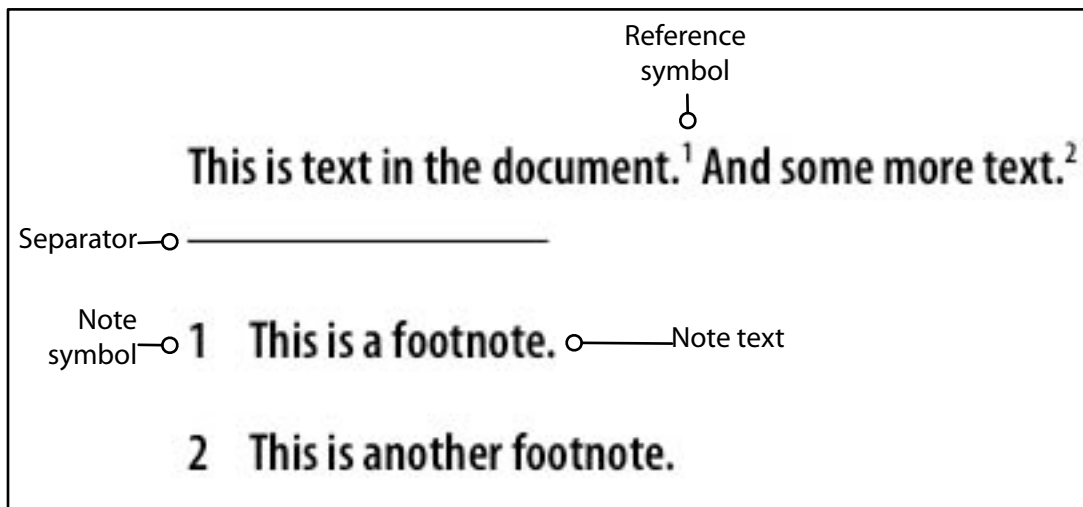 Reference
symbol
This is text in the document.¹ And some more text.²
Separator
Note
symbol
1 This is a footnote.
Note text
2 This is another footnote.